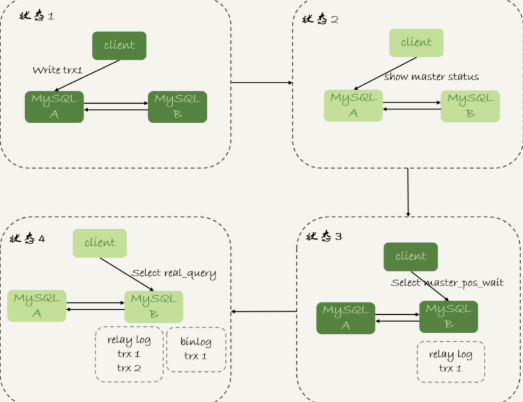 状态1
client
Write trx1
MySQL
A
MySQL
B
状态2
client
show master status
MySQL
A
MySQL
B
状态4
client
Select real_query
MySQL
A
MySQL
B
relay log
trx 1
trx 2
binlog
trx 1
状态3
client
Select master_pos_wait
MySQL
A
MySQL
B
relay log
trx 1